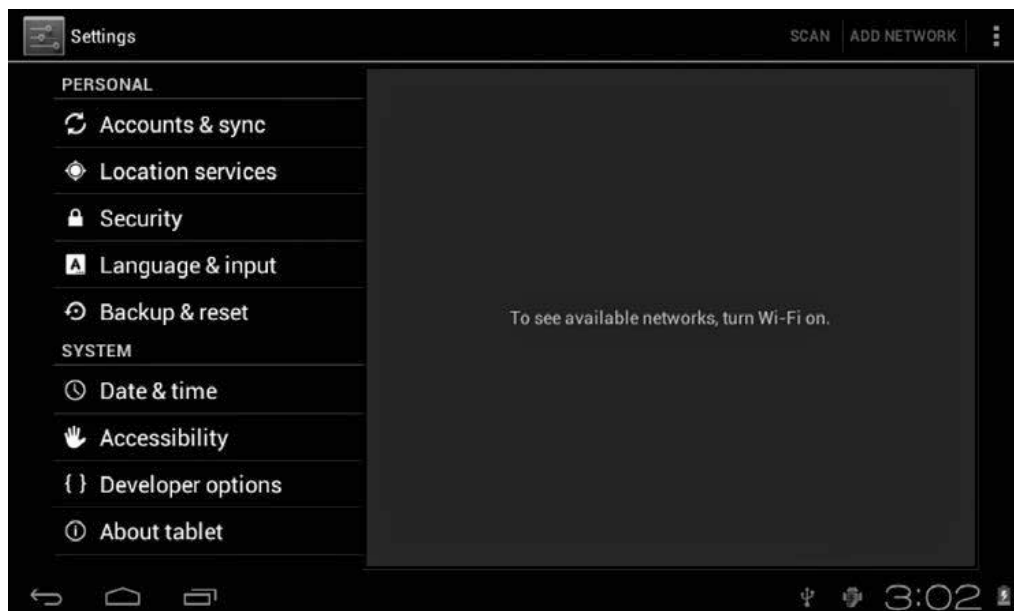 Settings
SCAN
ADD NETWORK
PERSONAL
Accounts & sync
Location services
Security
Language & input
Backup & reset
SYSTEM
Date & time
Accessibility
Developer options
About tablet
To see available networks, turn Wi-Fi on.
3:02